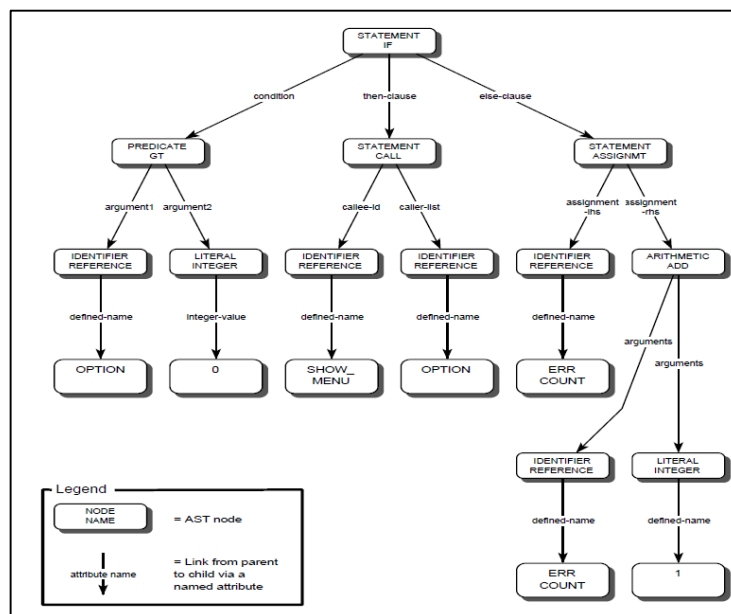 STATEMENT
IF
condition
then-clause
else-clause
PREDICATE
GT
STATEMENT
CALL
STATEMENT
ASSIGNMT
argument1
argument2
callee-id
caller-list
assignment
-lhs
assignment
-rhs
IDENTIFIER
REFERENCE
LITERAL
INTEGER
IDENTIFIER
REFERENCE
IDENTIFIER
REFERENCE
IDENTIFIER
REFERENCE
ARITHMETIC
ADD
defined-name
integer-value
defined-name
defined-name
defined-name
arguments
arguments
OPTION
0
SHOW_
MENU
OPTION
ERR
COUNT
IDENTIFIER
REFERENCE
LITERAL
INTEGER
defined-name
defined-name
ERR
COUNT
1
Legend
NODE
NAME
= AST node
attribute name
= Link from parent
to child via a
named attribute